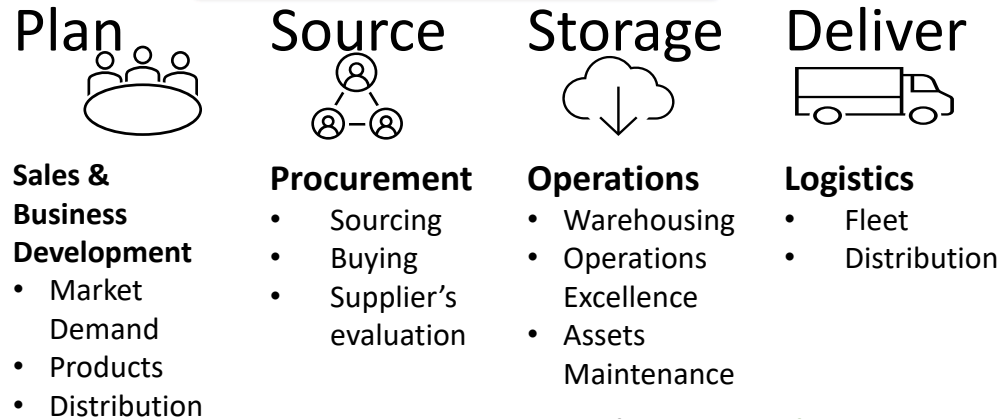 Plan
Sales &
Business
Development
• Market
Demand
• Products
• Distribution
Source
Procurement
• Sourcing
• Buying
• Supplier’s
evaluation
Storage
Operations
• Warehousing
• Operations
Excellence
• Assets
Maintenance
Deliver
Logistics
• Fleet
• Distribution